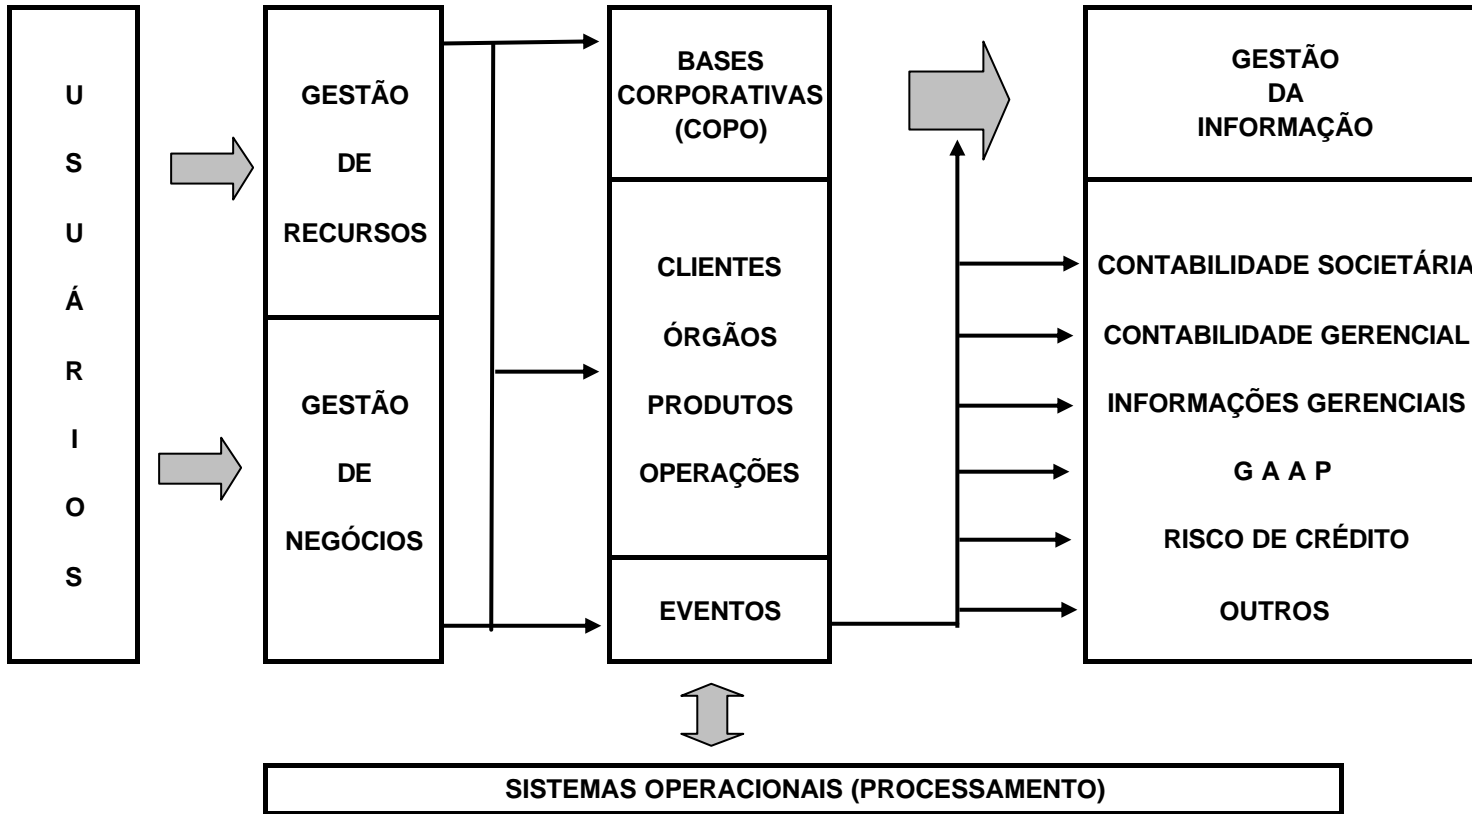 U
S
U
Á
R
I
O
S
GESTÃO
DE
RECURSOS
GESTÃO
DE
NEGÓCIOS
BASES
CORPORATIVAS
(COPO)
CLIENTES
ÓRGÃOS
PRODUTOS
OPERAÇÕES
EVENTOS
GESTÃO
DA
INFORMAÇÃO
CONTABILIDADE SOCIETÁRIA
CONTABILIDADE GERENCIAL
INFORMAÇÕES GERENCIAIS
G A A P
RISCO DE CRÉDITO
OUTROS
SISTEMAS OPERACIONAIS (PROCESSAMENTO)